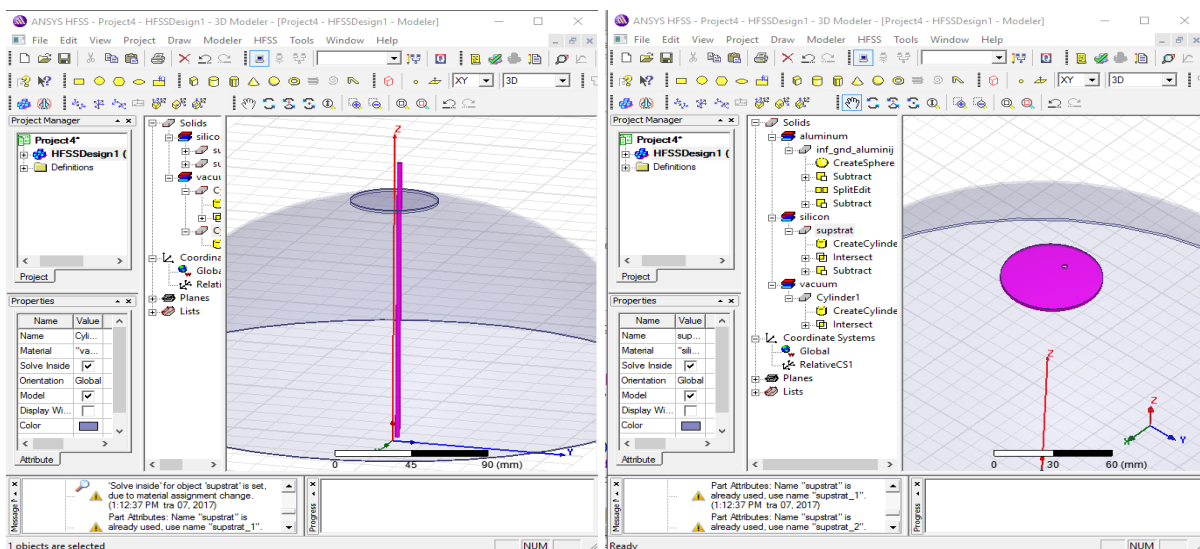 ANSYS HFSS - Project4 - HFSSDesign1 - 3D Modeler - [Project4 - HFSSDesign1 - Modeler]
File Edit View Project Draw Modeler HFSS Tools Window Help
XY 3D
Project Manager
Project4*
HFSSDesign1 (
Definitions
Project
Properties
Name Value
Name Cyli...
Material "va...
Solve Inside
Orientation Global
Model
Display Wi...
Color
Attribute
Solids
silico
su
su
vacuu
C
C
Coordina
Globa
Relati
Planes
Lists
Z
Y
0 45 90 (mm)
Message M
'Solve inside' for object 'supstrat' is set,
due to material assignment change.
(1:12:37 PM tra 07, 2017)
Part Attributes: Name "supstrat" is
already used, use name "supstrat_1".
Progress
1 objects are selected
NUM
ANSYS HFSS - Project4 - HFSSDesign1 - 3D Modeler - [Project4 - HFSSDesign1 - Modeler]
File Edit View Project Draw Modeler HFSS Tools Window Help
XY 3D
Project Manager
Project4*
HFSSDesign1 (
Definitions
Project
Properties
Name Value
Name sup...
Material "sili...
Solve Inside
Orientation Global
Model
Display Wi...
Color
Attribute
Solids
aluminum
inf_gnd_aluminij
CreateSphere
Subtract
SplitEdit
Subtract
silicon
supstrat
CreateCylinde
Intersect
Subtract
vacuum
Cylinder1
CreateCylinde
Intersect
Coordinate Systems
Global
RelativeCS1
Planes
Lists
Z
Z
X
Y
0 30 60 (mm)
Message M
Part Attributes: Name "supstrat" is
already used, use name "supstrat_1".
(1:12:37 PM tra 07, 2017)
Part Attributes: Name "supstrat" is
already used, use name "supstrat_2".
Progress
Ready
NUM